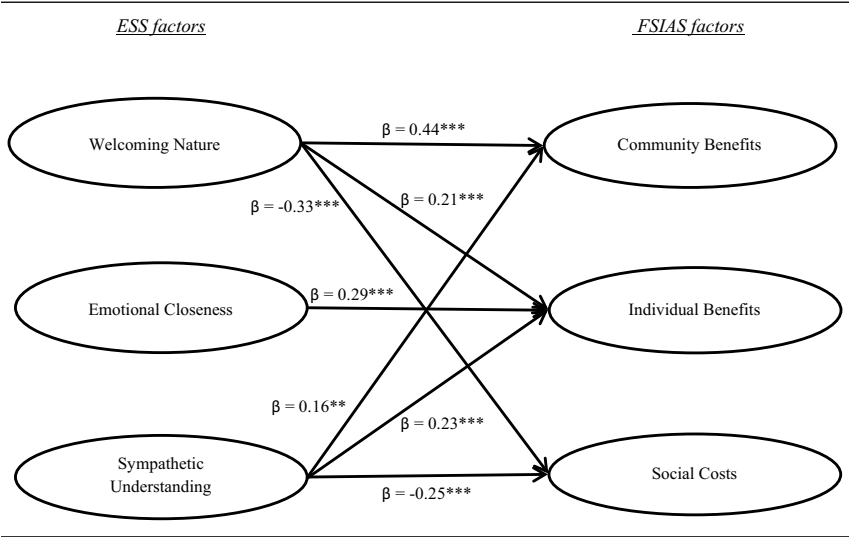 ESS factors
FSIAS factors
β = 0.44***
Welcoming Nature
Community Benefits
β = 0.21***
β = -0.33***
β = 0.29***
Emotional Closeness
Individual Benefits
β = 0.16**
β = 0.23***
Sympathetic
Understanding
Social Costs
β = -0.25***